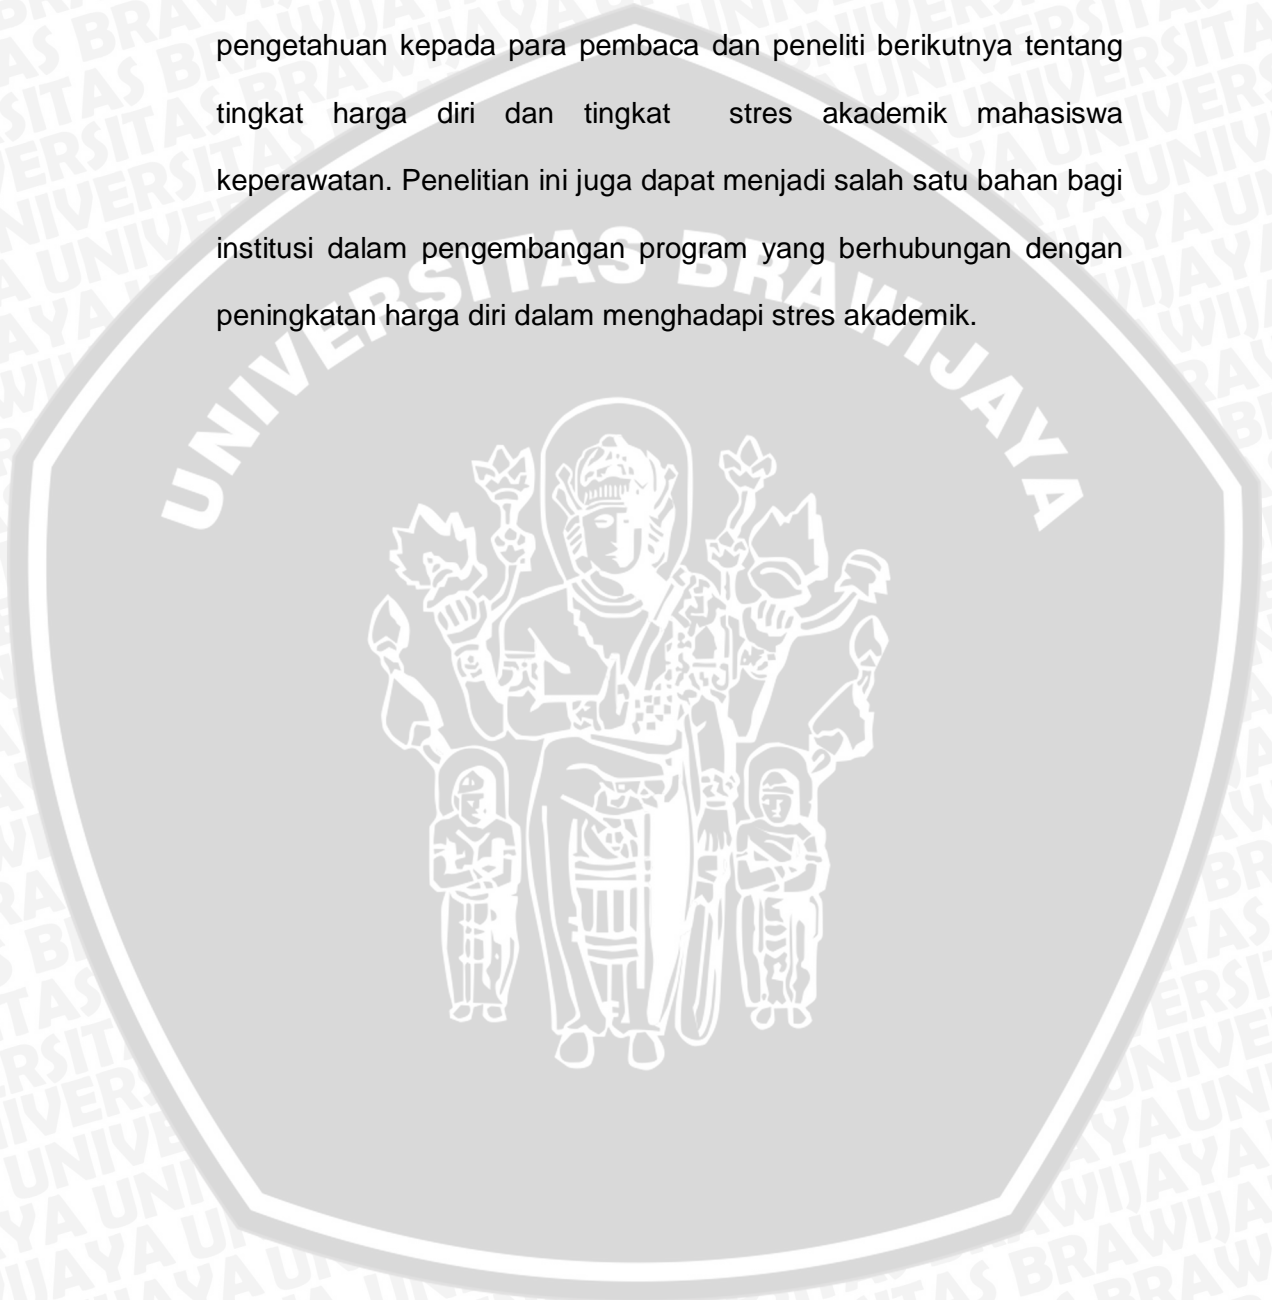 pengetahuan kepada para pembaca dan peneliti berikutnya tentang
tingkat harga diri dan tingkat stres akademik mahasiswa
keperawatan. Penelitian ini juga dapat menjadi salah satu bahan bagi
institusi dalam pengembangan program yang berhubungan dengan
peningkatan harga diri dalam menghadapi stres akademik.
UNIVERSITAS BRAWIJAYA